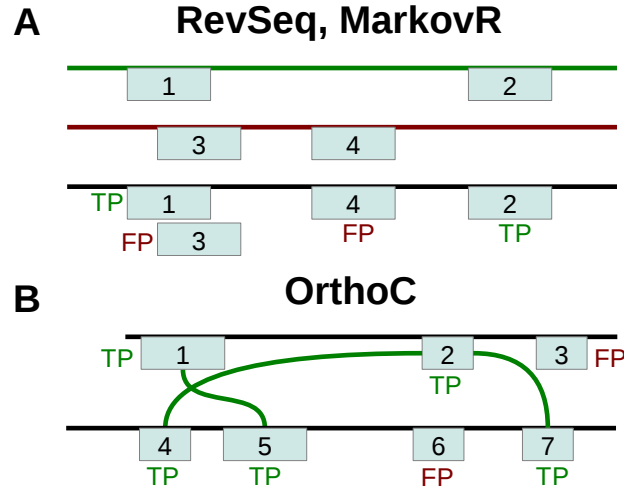 A RevSeq, MarkovR
1 2
3 4
TP 1 4 2
FP 3 FP TP
B OrthoC
TP 1 2 3 FP
TP
4 5 6 7
TP TP FP TP